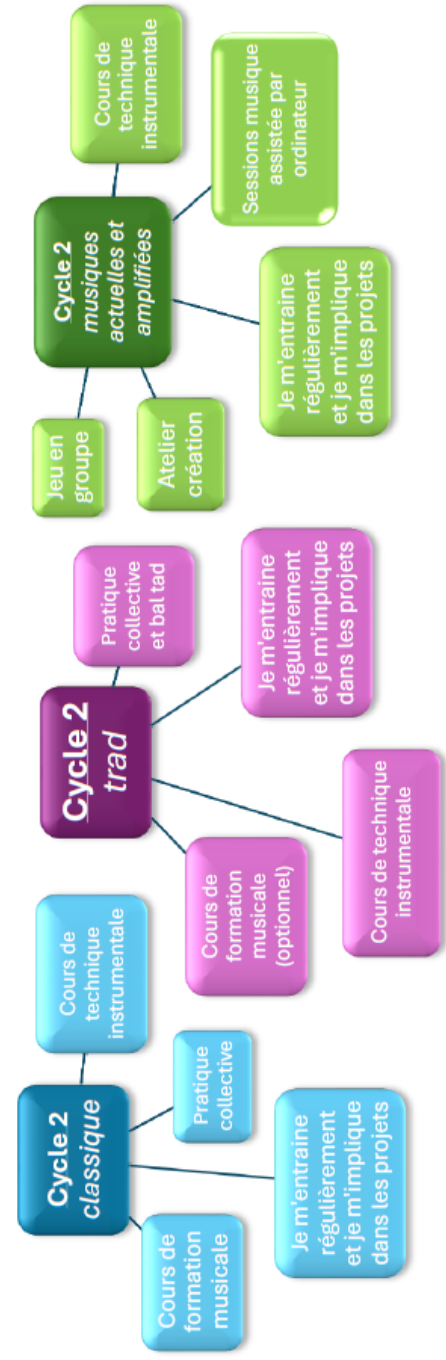 Cycle 2
classique
Cours de
technique
instrumentale
Cours de
formation
musicale
Pratique
collective
Je m'entraine
régulièrement
et je m'implique
dans les projets
Cycle 2
trad
Pratique
collective
et bal tad
Cours de
formation
musicale
(optionnel)
Je m'entraine
régulièrement
et je m'implique
dans les projets
Cours de technique
instrumentale
Cycle 2
musiques
actuelles et
amplifiées
Jeu en
groupe
Cours de
technique
instrumentale
Atelier
création
Sessions musique
assistée par
ordinateur
Je m'entraine
régulièrement
et je m'implique
dans les projets